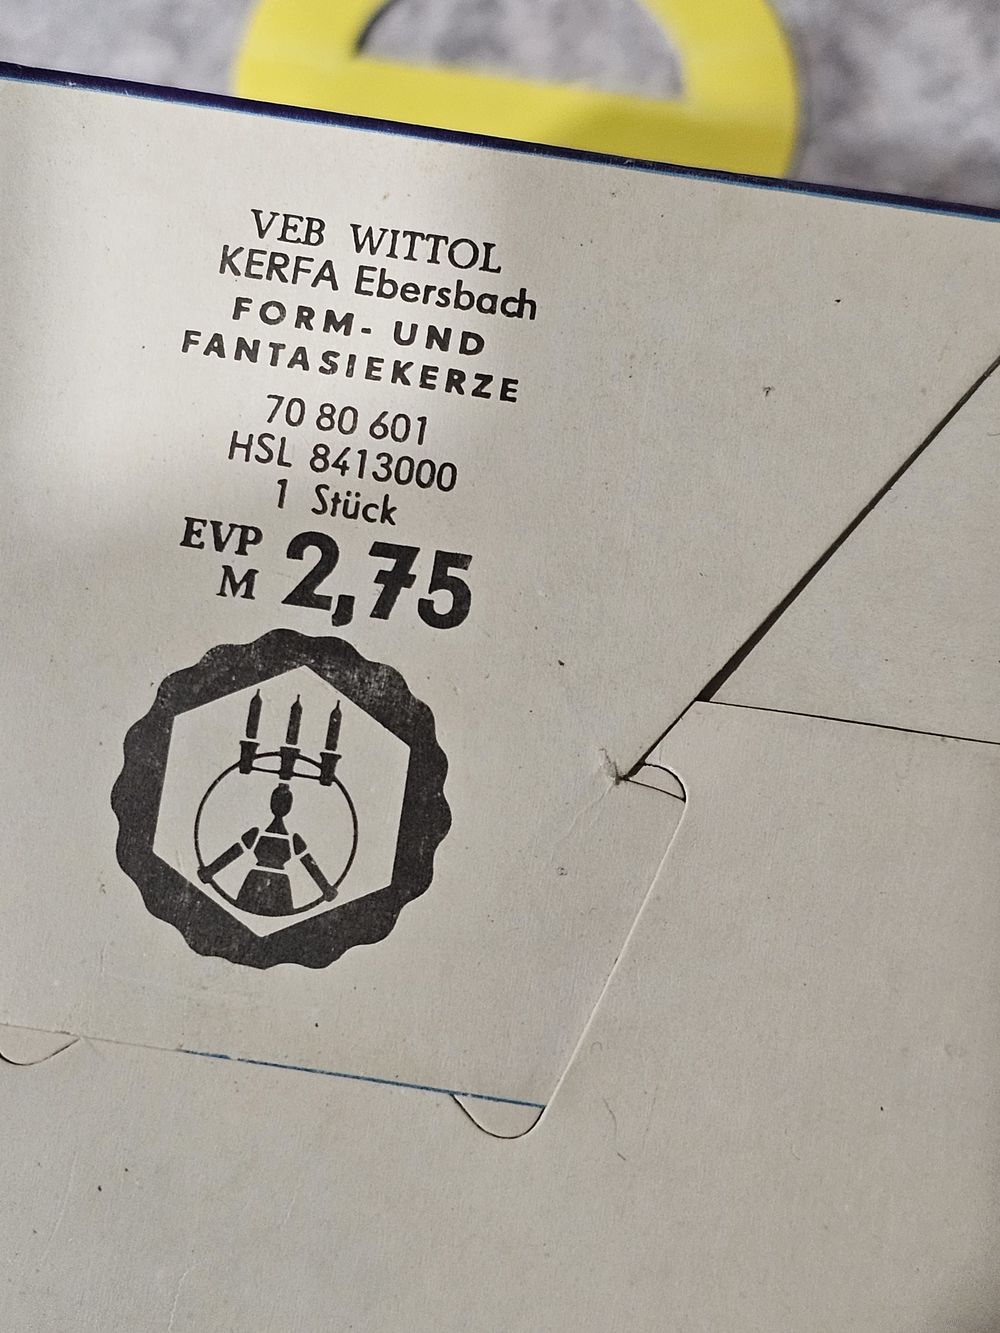 VEB WITTOL
KERFA Ebersbach
FORM- UND
FANTASIEKERZE
70 80 601
HSL 8413000
1 Stück
EVP
M 2,75